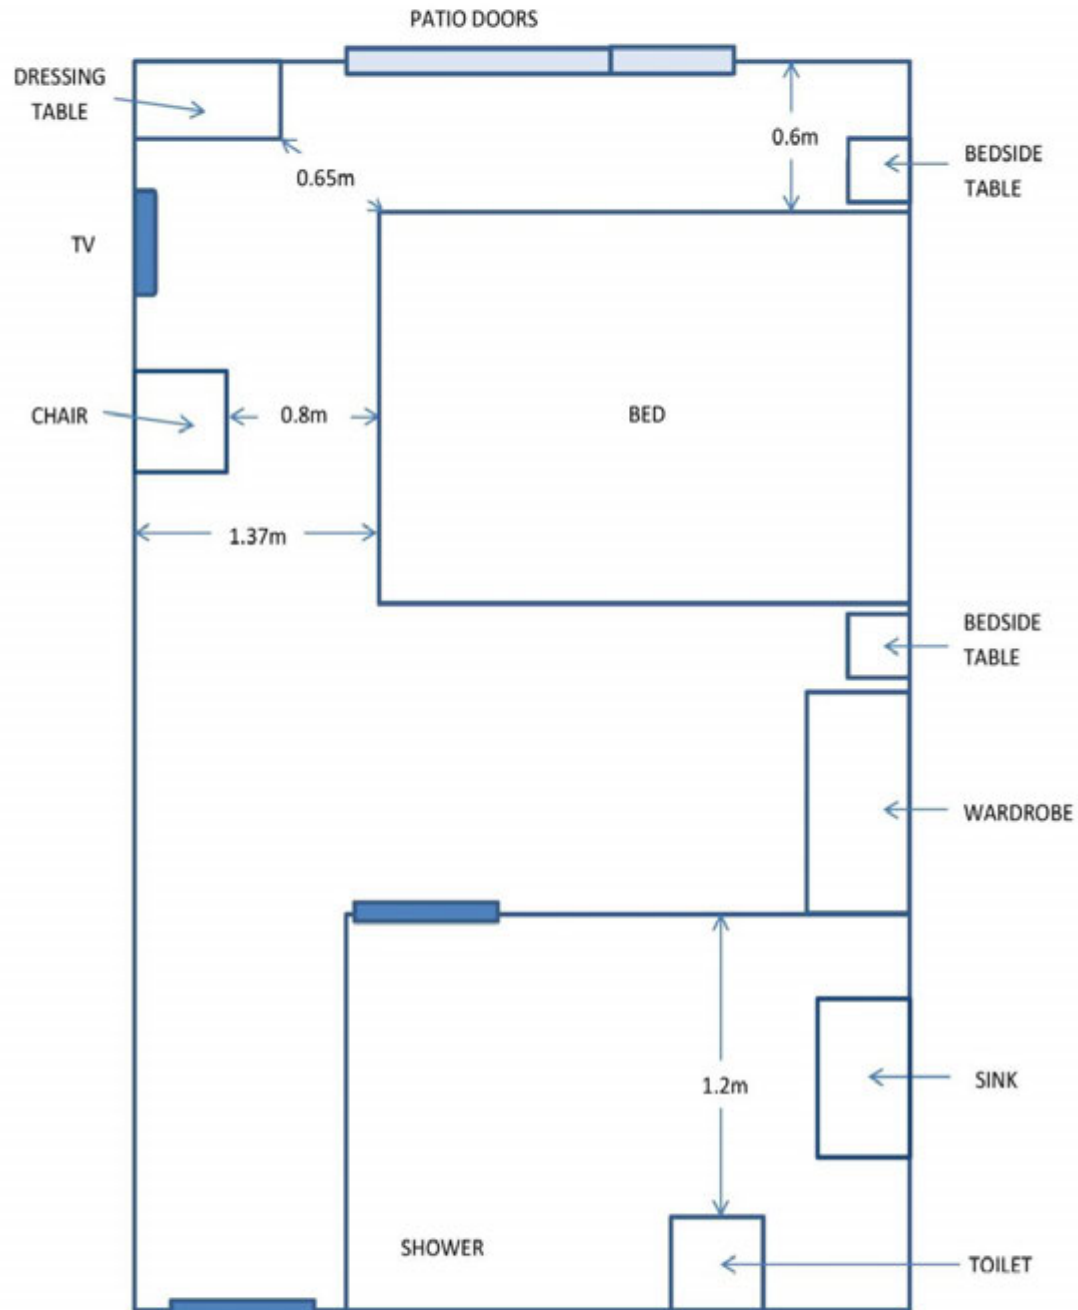 PATIO DOORS
DRESSING
TABLE
0.6m
BEDSIDE
TABLE
0.65m
TV
CHAIR
0.8m
BED
1.37m
BEDSIDE
TABLE
WARDROBE
1.2m
SINK
SHOWER
TOILET